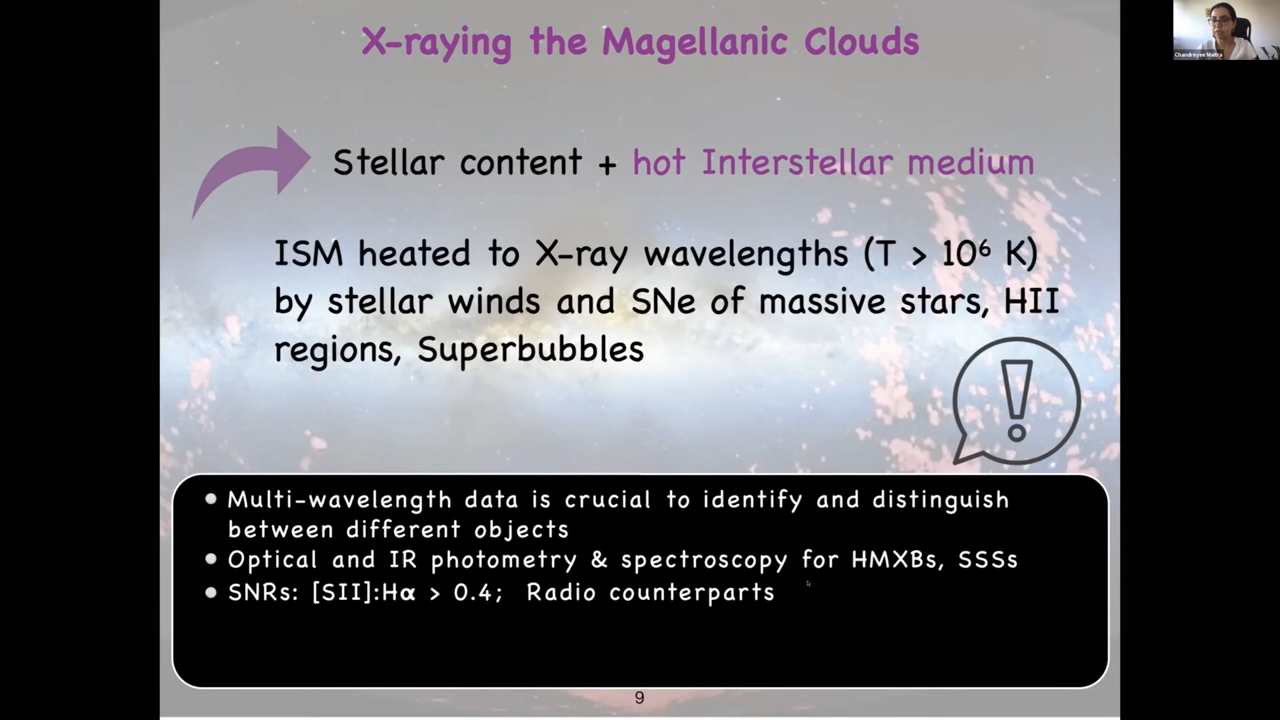 X-raying the Magellanic Clouds
Chandreyee Maitra
Stellar content + hot Interstellar medium
ISM heated to X-ray wavelengths (T > 10⁶ K)
by stellar winds and SNe of massive stars, HII
regions, Superbubbles
Multi-wavelength data is crucial to identify and distinguish
between different objects
Optical and IR photometry & spectroscopy for HMXBs, SSSs
SNRs: [SII]:Hα > 0.4; Radio counterparts
9